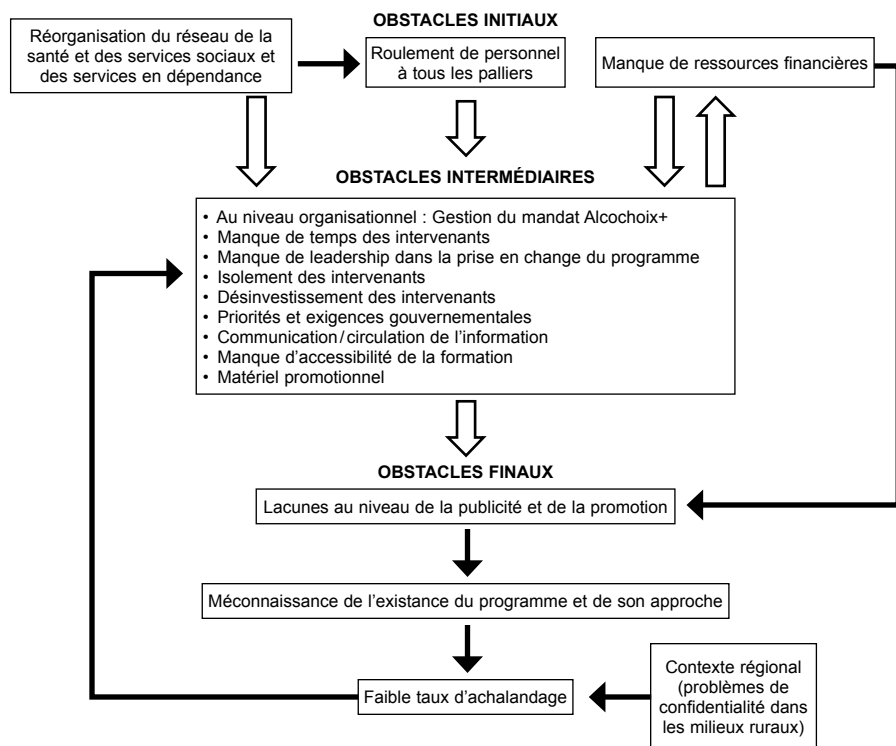 OBSTACLES INITIAUX
Réorganisation du réseau de la
santé et des services sociaux et
des services en dépendance
Roulement de personnel
à tous les palliers
Manque de ressources financières
OBSTACLES INTERMÉDIAIRES
• Au niveau organisationnel : Gestion du mandat Alcochoix+
• Manque de temps des intervenants
• Manque de leadership dans la prise en change du programme
• Isolement des intervenants
• Désinvestissement des intervenants
• Priorités et exigences gouvernementales
• Communication/circulation de l’information
• Manque d’accessibilité de la formation
• Matériel promotionnel
OBSTACLES FINAUX
Lacunes au niveau de la publicité et de la promotion
Méconnaissance de l’existance du programme et de son approche
Faible taux d’achalandage
Contexte régional
(problèmes de
confidentialité dans
les milieux ruraux)